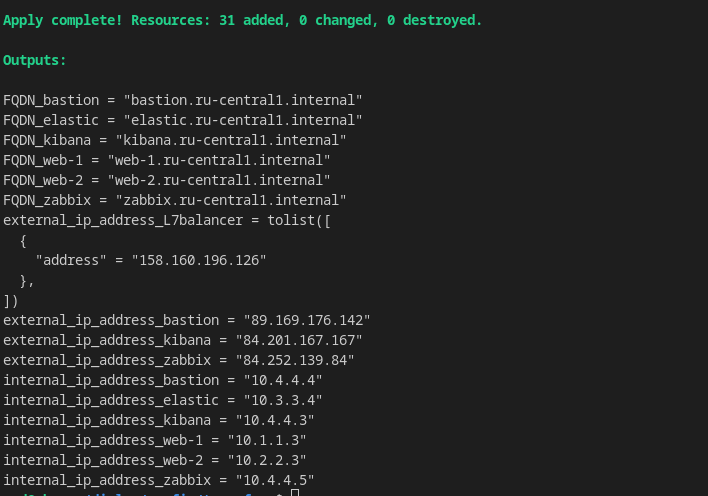 Apply complete! Resources: 31 added, 0 changed, 0 destroyed.
Outputs:
FQDN_bastion = "bastion.ru-central1.internal"
FQDN_elastic = "elastic.ru-central1.internal"
FQDN_kibana = "kibana.ru-central1.internal"
FQDN_web-1 = "web-1.ru-central1.internal"
FQDN_web-2 = "web-2.ru-central1.internal"
FQDN_zabbix = "zabbix.ru-central1.internal"
external_ip_address_L7balancer = tolist([
  {
    "address" = "158.160.196.126"
  },
])
external_ip_address_bastion = "89.169.176.142"
external_ip_address_kibana = "84.201.167.167"
external_ip_address_zabbix = "84.252.139.84"
internal_ip_address_bastion = "10.4.4.4"
internal_ip_address_elastic = "10.3.3.4"
internal_ip_address_kibana = "10.4.4.3"
internal_ip_address_web-1 = "10.1.1.3"
internal_ip_address_web-2 = "10.2.2.3"
internal_ip_address_zabbix = "10.4.4.5"